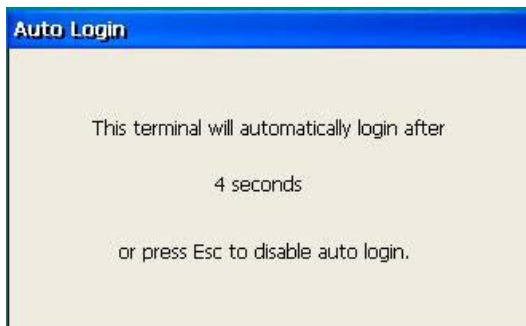 Auto Login
This terminal will automatically login after
4 seconds
or press Esc to disable auto login.